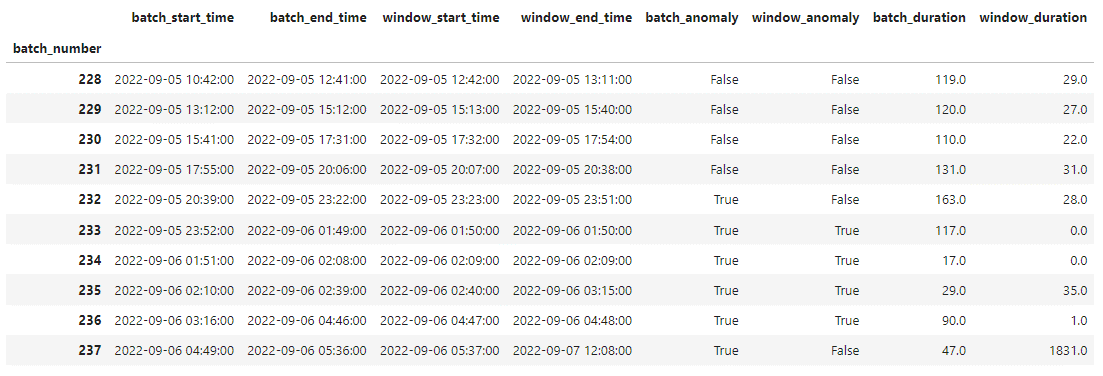 batch_start_time batch_end_time window_start_time window_end_time batch_anomaly window_anomaly batch_duration window_duration
batch_number
228 2022-09-05 10:42:00 2022-09-05 12:41:00 2022-09-05 12:42:00 2022-09-05 13:11:00 False False 119.0 29.0
229 2022-09-05 13:12:00 2022-09-05 15:12:00 2022-09-05 15:13:00 2022-09-05 15:40:00 False False 120.0 27.0
230 2022-09-05 15:41:00 2022-09-05 17:31:00 2022-09-05 17:32:00 2022-09-05 17:54:00 False False 110.0 22.0
231 2022-09-05 17:55:00 2022-09-05 20:06:00 2022-09-05 20:07:00 2022-09-05 20:38:00 False False 131.0 31.0
232 2022-09-05 20:39:00 2022-09-05 23:22:00 2022-09-05 23:23:00 2022-09-05 23:51:00 True False 163.0 28.0
233 2022-09-05 23:52:00 2022-09-06 01:49:00 2022-09-06 01:50:00 2022-09-06 01:50:00 True True 117.0 0.0
234 2022-09-06 01:51:00 2022-09-06 02:08:00 2022-09-06 02:09:00 2022-09-06 02:09:00 True True 17.0 0.0
235 2022-09-06 02:10:00 2022-09-06 02:39:00 2022-09-06 02:40:00 2022-09-06 03:15:00 True True 29.0 35.0
236 2022-09-06 03:16:00 2022-09-06 04:46:00 2022-09-06 04:47:00 2022-09-06 04:48:00 True True 90.0 1.0
237 2022-09-06 04:49:00 2022-09-06 05:36:00 2022-09-06 05:37:00 2022-09-07 12:08:00 True False 47.0 1831.0